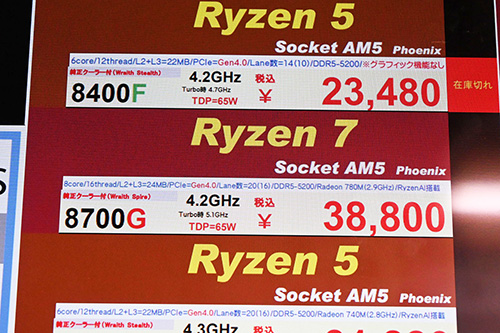 Ryzen 5
Socket AM5 Phoenix
6core/12thread/L2+L3=22MB/PCIe=Gen4.0/Lane数=14(10)/DDR5-5200/※グラフィック機能なし
純正クーラー付(Wraith Stealth)
8400F
4.2GHz
Turbo時 4.7GHz
TDP=65W
税込
¥
23,480
在庫切れ
Ryzen 7
Socket AM5 Phoenix
8core/16thread/L2+L3=24MB/PCIe=Gen4.0/Lane数=20(16)/DDR5-5200/Radeon 780M(2.9GHz)/RyzenAI搭載
純正クーラー付(Wraith Spire)
8700G
4.2GHz
Turbo時 5.1GHz
TDP=65W
税込
¥
38,800
Ryzen 5
Socket AM5 Phoenix
6core/12thread/L2+L3=22MB/PCIe=Gen4.0/Lane数=20(16)/DDR5-5200/Radeon 740M(2.8GHz)/RyzenAI搭載
純正クーラー付(Wraith Stealth)
4.3GHz
税込